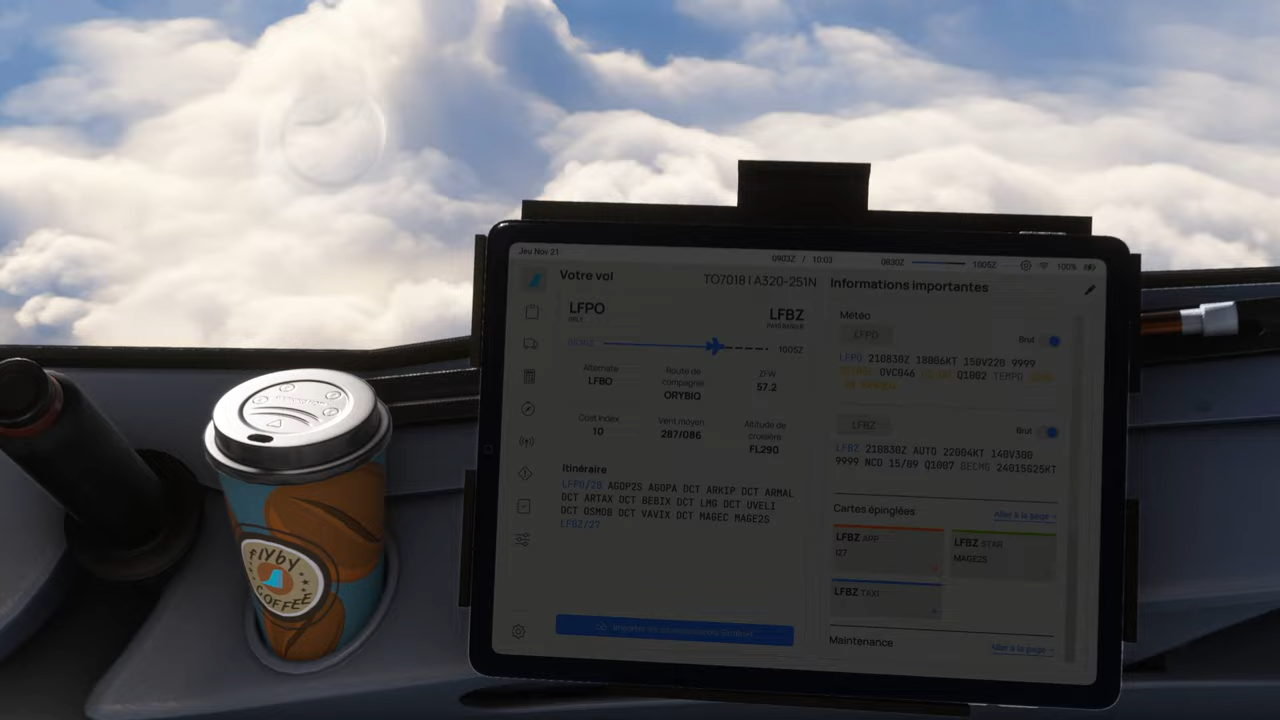 Jeu Nov 21
0903Z / 10:03
0830Z
1005Z
100%
Votre vol
TO7018 | A320-251N
LFPO
ORLY
LFBZ
1005Z
Alternate
LFBO
Route de compagnie
ORYBIQ
ZFW
57.2
Cost Index
10
Vent moyen
287/086
Altitude de croisière
FL290
Itinéraire
LFPO/20 AGOP2S AGOPA DCT ARKIP DCT ARMAL
DCT ARTAX DCT BEBIX DCT LMG DCT UVELI
DCT OSMOB DCT VAVIX DCT MAGEC MAGE2S
LFBZ/27
Informations importantes
Météo
LFPO
Brut
LFPO 210830Z 18006KT 150V220 9999
OVC046 Q1002 TEMPO
LFBZ
Brut
LFBZ 210830Z AUTO 22004KT 140V300
9999 NCD 15/09 Q1007 BECMG 24015G25KT
Cartes épinglées
Aller à la page
LFBZ APP
I27
LFBZ STAR
MAGE2S
LFBZ TAXI
Maintenance
Aller à la page
flyby
COFFEE